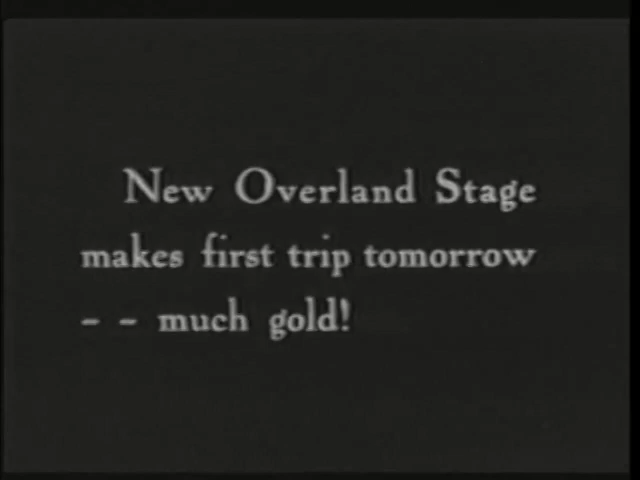 New Overland Stage
makes first trip tomorrow
- - much gold!